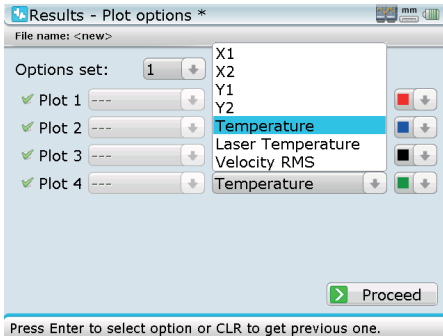 Results - Plot options *
mm
File name: <new>
Options set: 1
X1
X2
Y1
Y2
Temperature
Laser Temperature
Velocity RMS
Plot 1 ---
Plot 2 ---
Plot 3 ---
Plot 4 --- Temperature
Proceed
Press Enter to select option or CLR to get previous one.